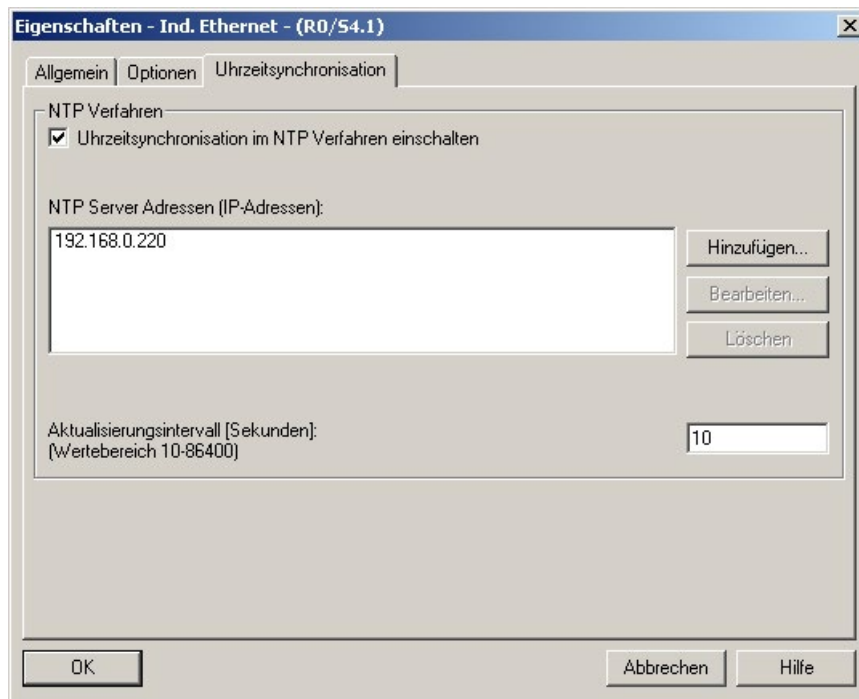 Eigenschaften - Ind. Ethernet - (R0/S4.1)
Allgemein Optionen Uhrzeitsynchronisation
NTP Verfahren
Uhrzeitsynchronisation im NTP Verfahren einschalten
NTP Server Adressen (IP-Adressen):
192.168.0.220
Hinzufügen...
Bearbeiten...
Löschen
Aktualisierungsintervall [Sekunden]:
(Wertebereich 10-86400)
10
OK Abbrechen Hilfe